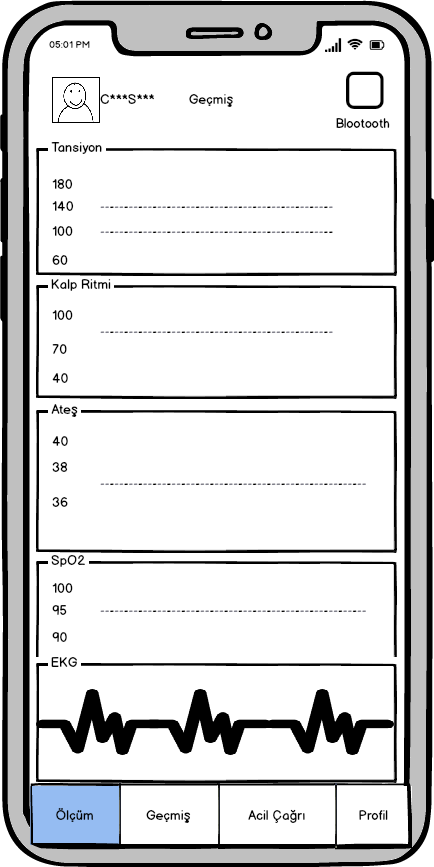 05:01 PM
C***S*** Geçmiş
Blootooth
Tansiyon
180
140
100
60
Kalp Ritmi
100
70
40
Ateş
40
38
36
SpO2
100
95
90
EKG
Ölçüm Geçmiş Acil Çağrı Profil